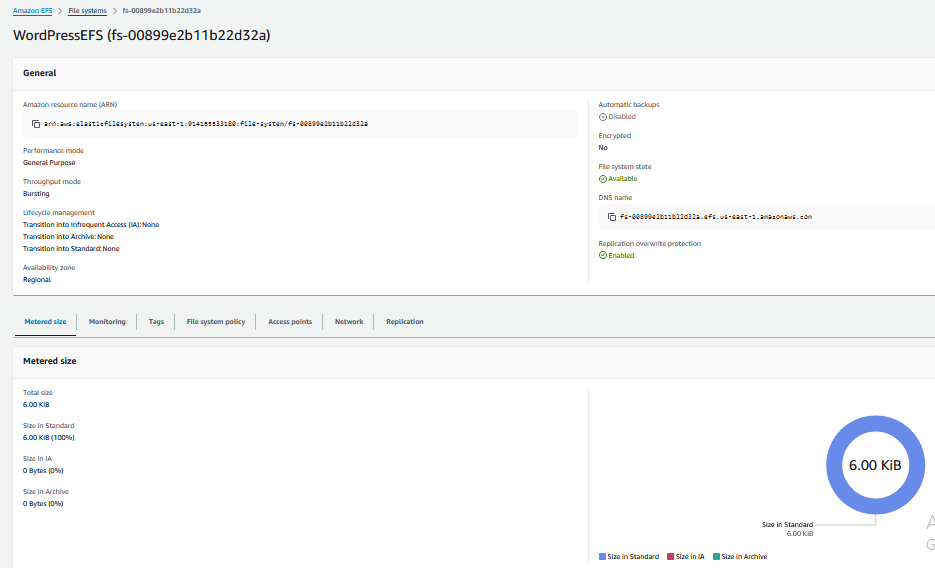 Amazon EFS > File systems > fs-00899e2b11b22d32a
WordPressEFS (fs-00899e2b11b22d32a)
General
Amazon resource name (ARN)
arn:aws:elasticfilesystem:us-east-1:914165533180:file-system/fs-00899e2b11b22d32a
Performance mode
General Purpose
Throughput mode
Bursting
Lifecycle management
Transition into Infrequent Access (IA): None
Transition into Archive: None
Transition into Standard: None
Availability zone
Regional
Automatic backups
Disabled
Encrypted
No
File system state
Available
DNS name
fs-00899e2b11b22d32a.efs.us-east-1.amazonaws.com
Replication overwrite protection
Enabled
Metered size
Monitoring
Tags
File system policy
Access points
Network
Replication
Metered size
Total size
6.00 KiB
Size in Standard
6.00 KiB (100%)
Size in IA
0 Bytes (0%)
Size in Archive
0 Bytes (0%)
6.00 KiB
Size in Standard
6.00 KiB
Size in Standard
Size in IA
Size in Archive